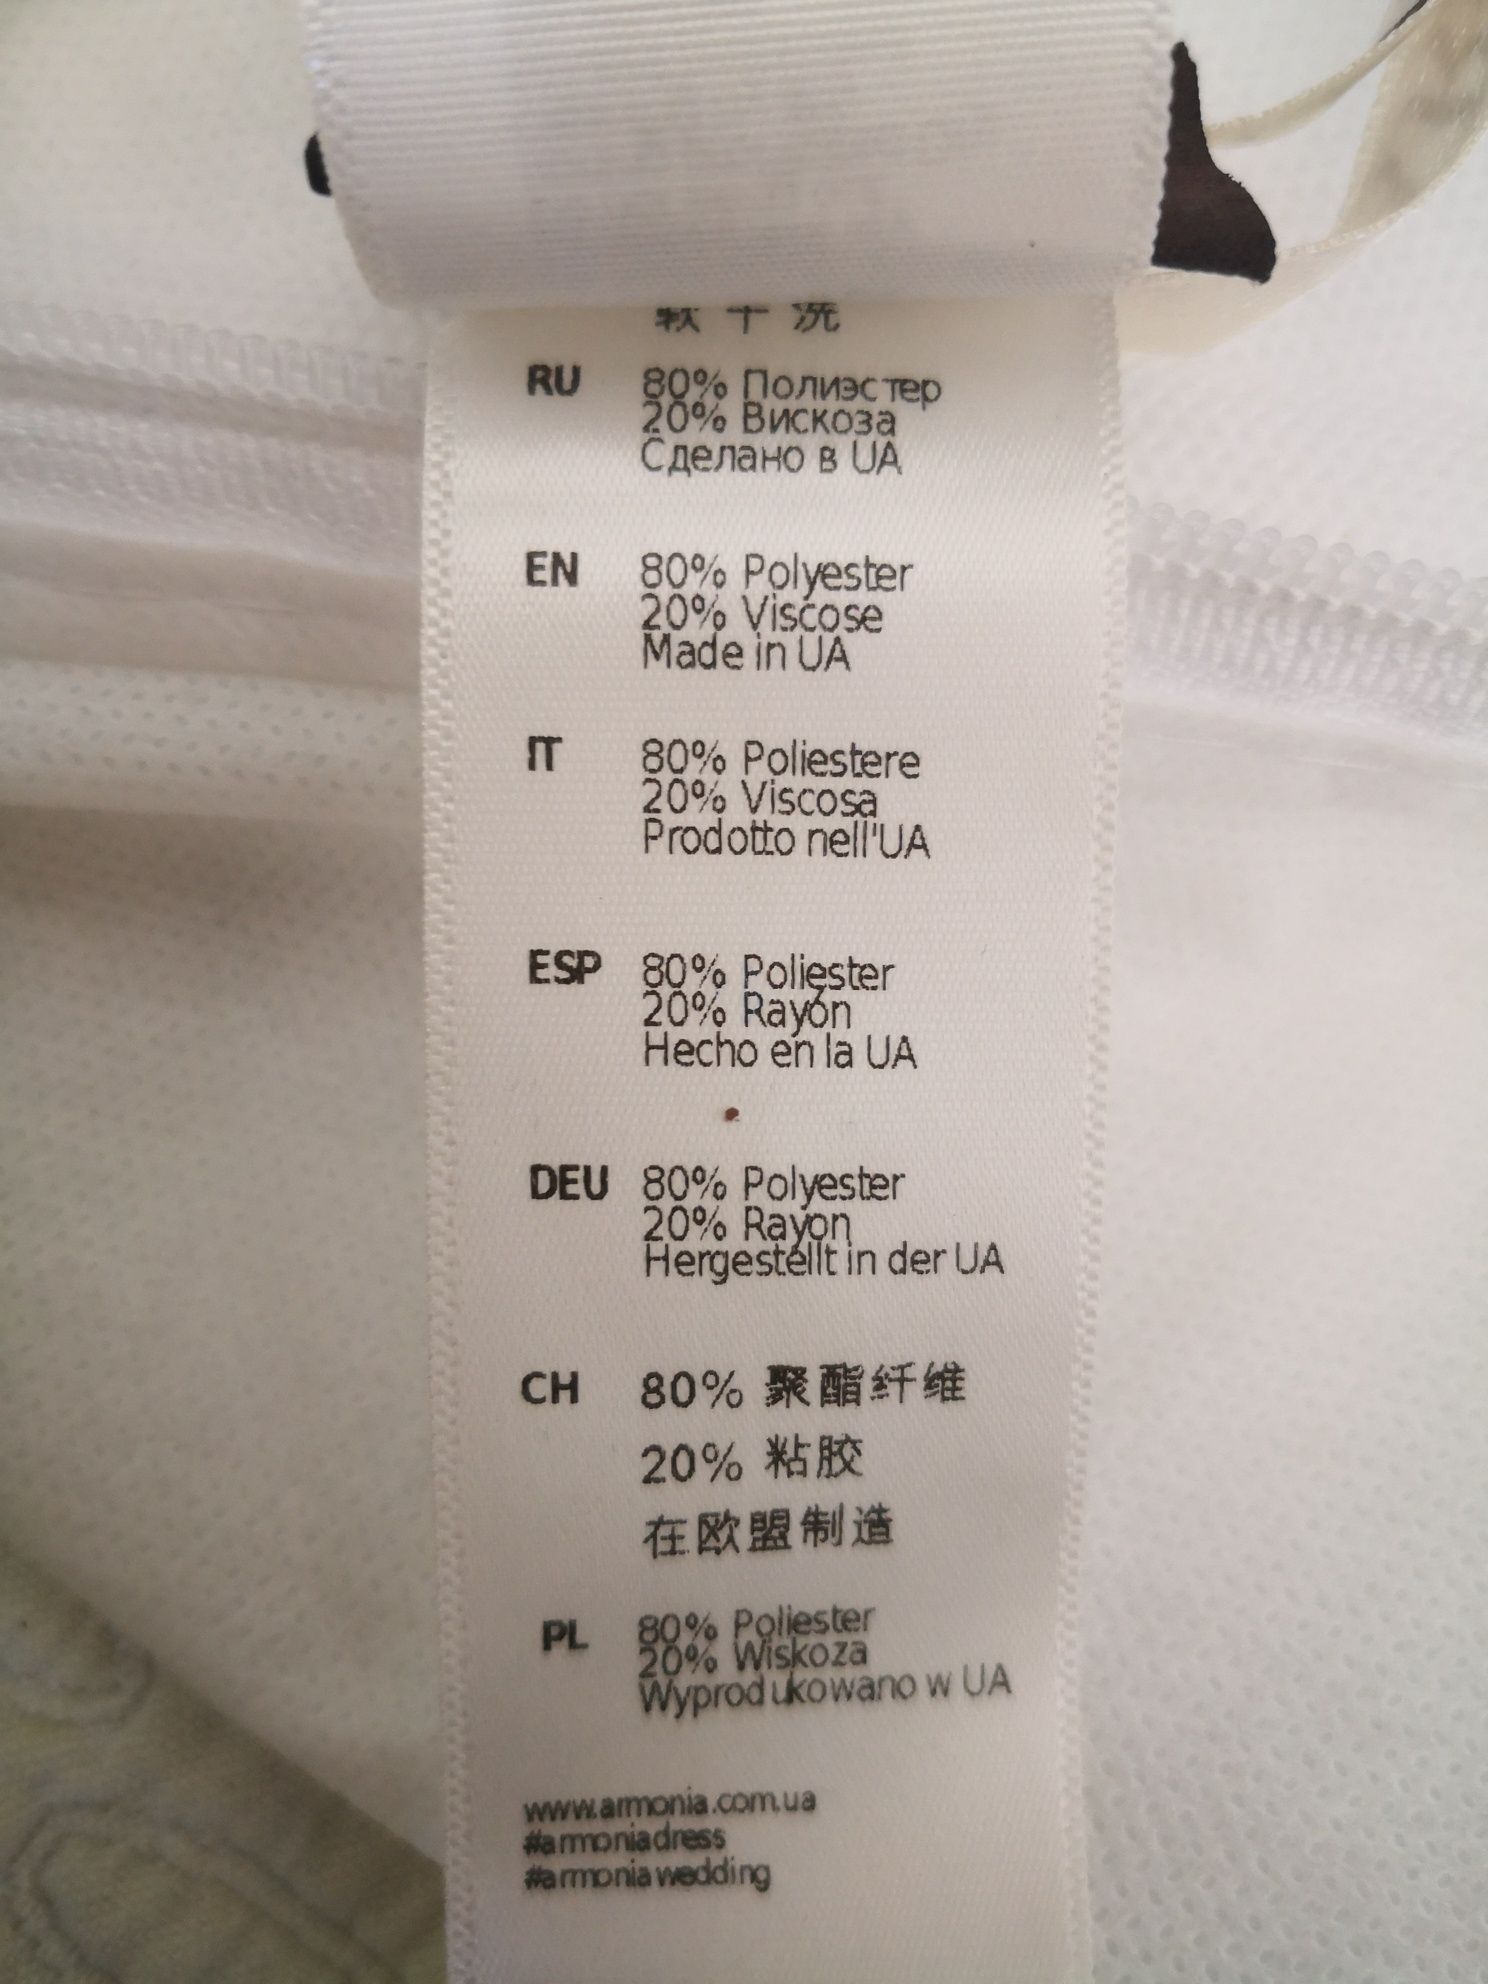 软 干 洗
RU 80% Полиэстер
20% Вискоза
Сделано в UA
EN 80% Polyester
20% Viscose
Made in UA
IT 80% Poliestere
20% Viscosa
Prodotto nell'UA
ESP 80% Poliester
20% Rayón
Hecho en la UA
DEU 80% Polyester
20% Rayon
Hergestellt in der UA
CH 80% 聚酯纤维
20% 粘胶
在欧盟制造
PL 80% Poliester
20% Wiskoza
Wyprodukowano w UA
www.armonia.com.ua
#armoniadress
#armoniawedding